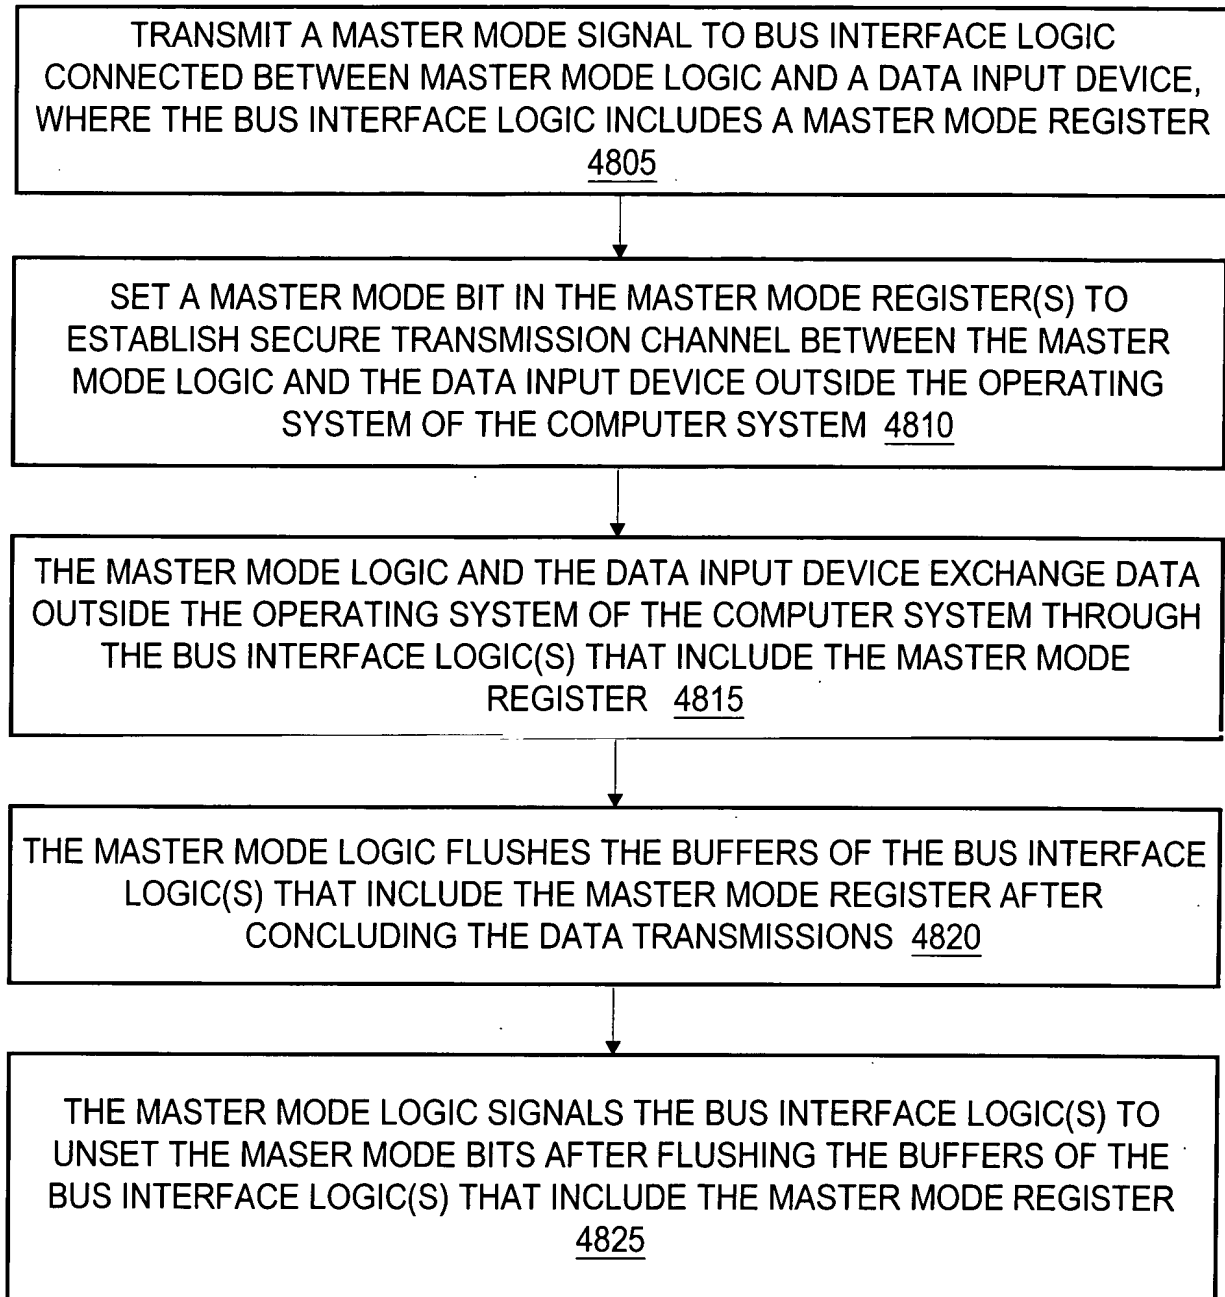 TRANSMIT A MASTER MODE SIGNAL TO BUS INTERFACE LOGIC
CONNECTED BETWEEN MASTER MODE LOGIC AND A DATA INPUT DEVICE,
WHERE THE BUS INTERFACE LOGIC INCLUDES A MASTER MODE REGISTER
4805
SET A MASTER MODE BIT IN THE MASTER MODE REGISTER(S) TO
ESTABLISH SECURE TRANSMISSION CHANNEL BETWEEN THE MASTER
MODE LOGIC AND THE DATA INPUT DEVICE OUTSIDE THE OPERATING
SYSTEM OF THE COMPUTER SYSTEM 4810
THE MASTER MODE LOGIC AND THE DATA INPUT DEVICE EXCHANGE DATA
OUTSIDE THE OPERATING SYSTEM OF THE COMPUTER SYSTEM THROUGH
THE BUS INTERFACE LOGIC(S) THAT INCLUDE THE MASTER MODE
REGISTER 4815
THE MASTER MODE LOGIC FLUSHES THE BUFFERS OF THE BUS INTERFACE
LOGIC(S) THAT INCLUDE THE MASTER MODE REGISTER AFTER
CONCLUDING THE DATA TRANSMISSIONS 4820
THE MASTER MODE LOGIC SIGNALS THE BUS INTERFACE LOGIC(S) TO
UNSET THE MASER MODE BITS AFTER FLUSHING THE BUFFERS OF THE
BUS INTERFACE LOGIC(S) THAT INCLUDE THE MASTER MODE REGISTER
4825